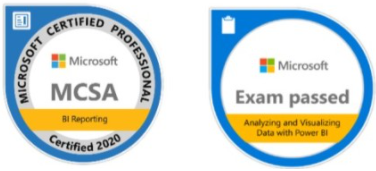 MICROSOFT CERTIFIED PROFESSIONAL
Microsoft
MCSA
BI Reporting
Certified 2020
Microsoft
Exam passed
Analyzing and Visualizing
Data with Power BI